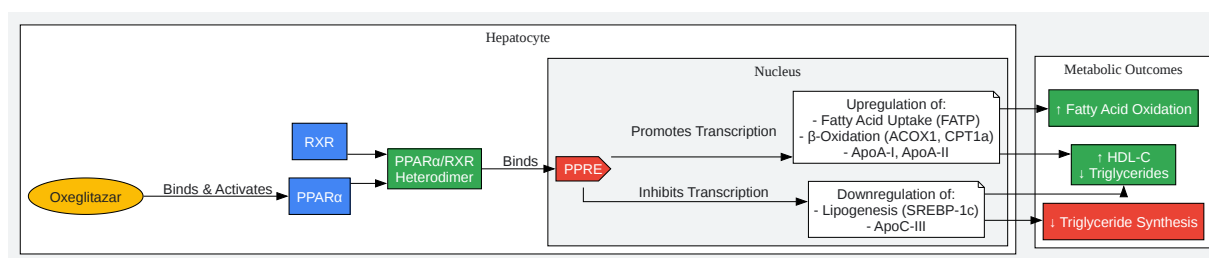 Hepatocyte
Nucleus
Metabolic Outcomes
Oxeglitazar
Binds & Activates
RXR
PPARα
PPARα/RXR
Heterodimer
Binds
PPRE
Promotes Transcription
Inhibits Transcription
Upregulation of:
- Fatty Acid Uptake (FATP)
- β-Oxidation (ACOX1, CPT1a)
- ApoA-I, ApoA-II
Downregulation of:
- Lipogenesis (SREBP-1c)
- ApoC-III
↑ Fatty Acid Oxidation
↑ HDL-C
↓ Triglycerides
↓ Triglyceride Synthesis